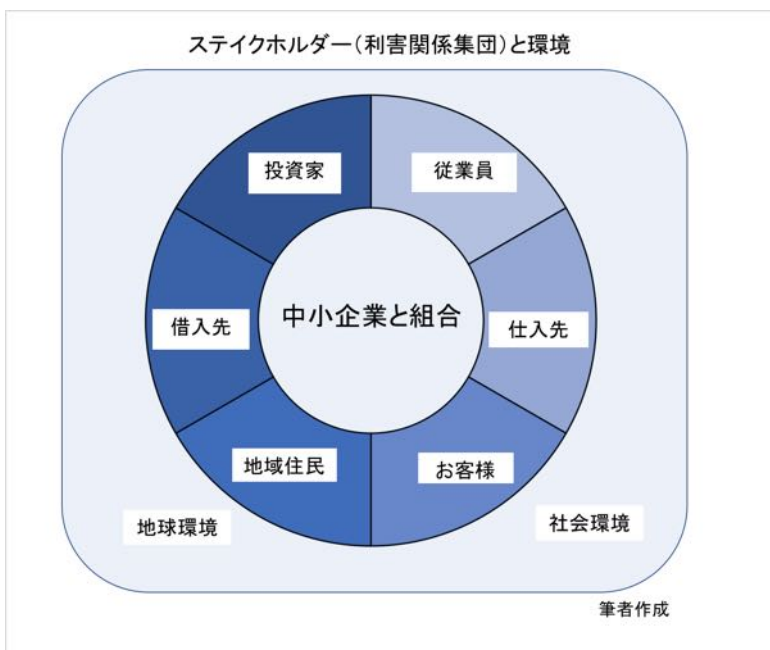 ステイクホルダー（利害関係集団）と環境
投資家
従業員
借入先
中小企業と組合
仕入先
地域住民
お客様
地球環境
社会環境
筆者作成